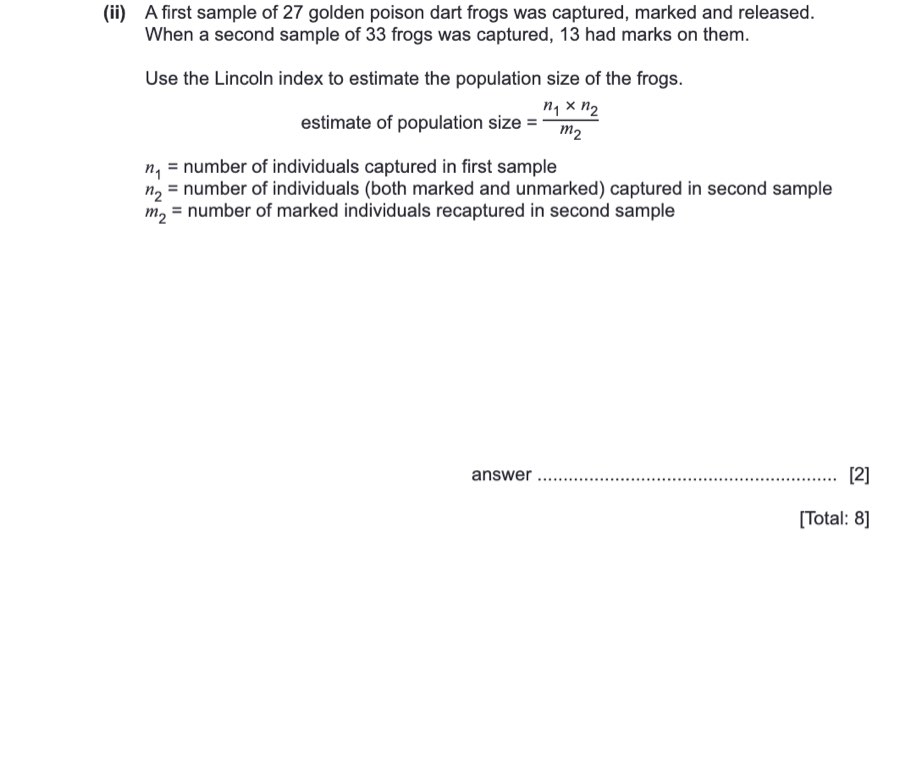 (ii) A first sample of 27 golden poison dart frogs was captured, marked and released.
When a second sample of 33 frogs was captured, 13 had marks on them.
Use the Lincoln index to estimate the population size of the frogs.
estimate of population size = n₁ × n₂ / m₂
n₁ = number of individuals captured in first sample
n₂ = number of individuals (both marked and unmarked) captured in second sample
m₂ = number of marked individuals recaptured in second sample
answer ............................................................ [2]
[Total: 8]